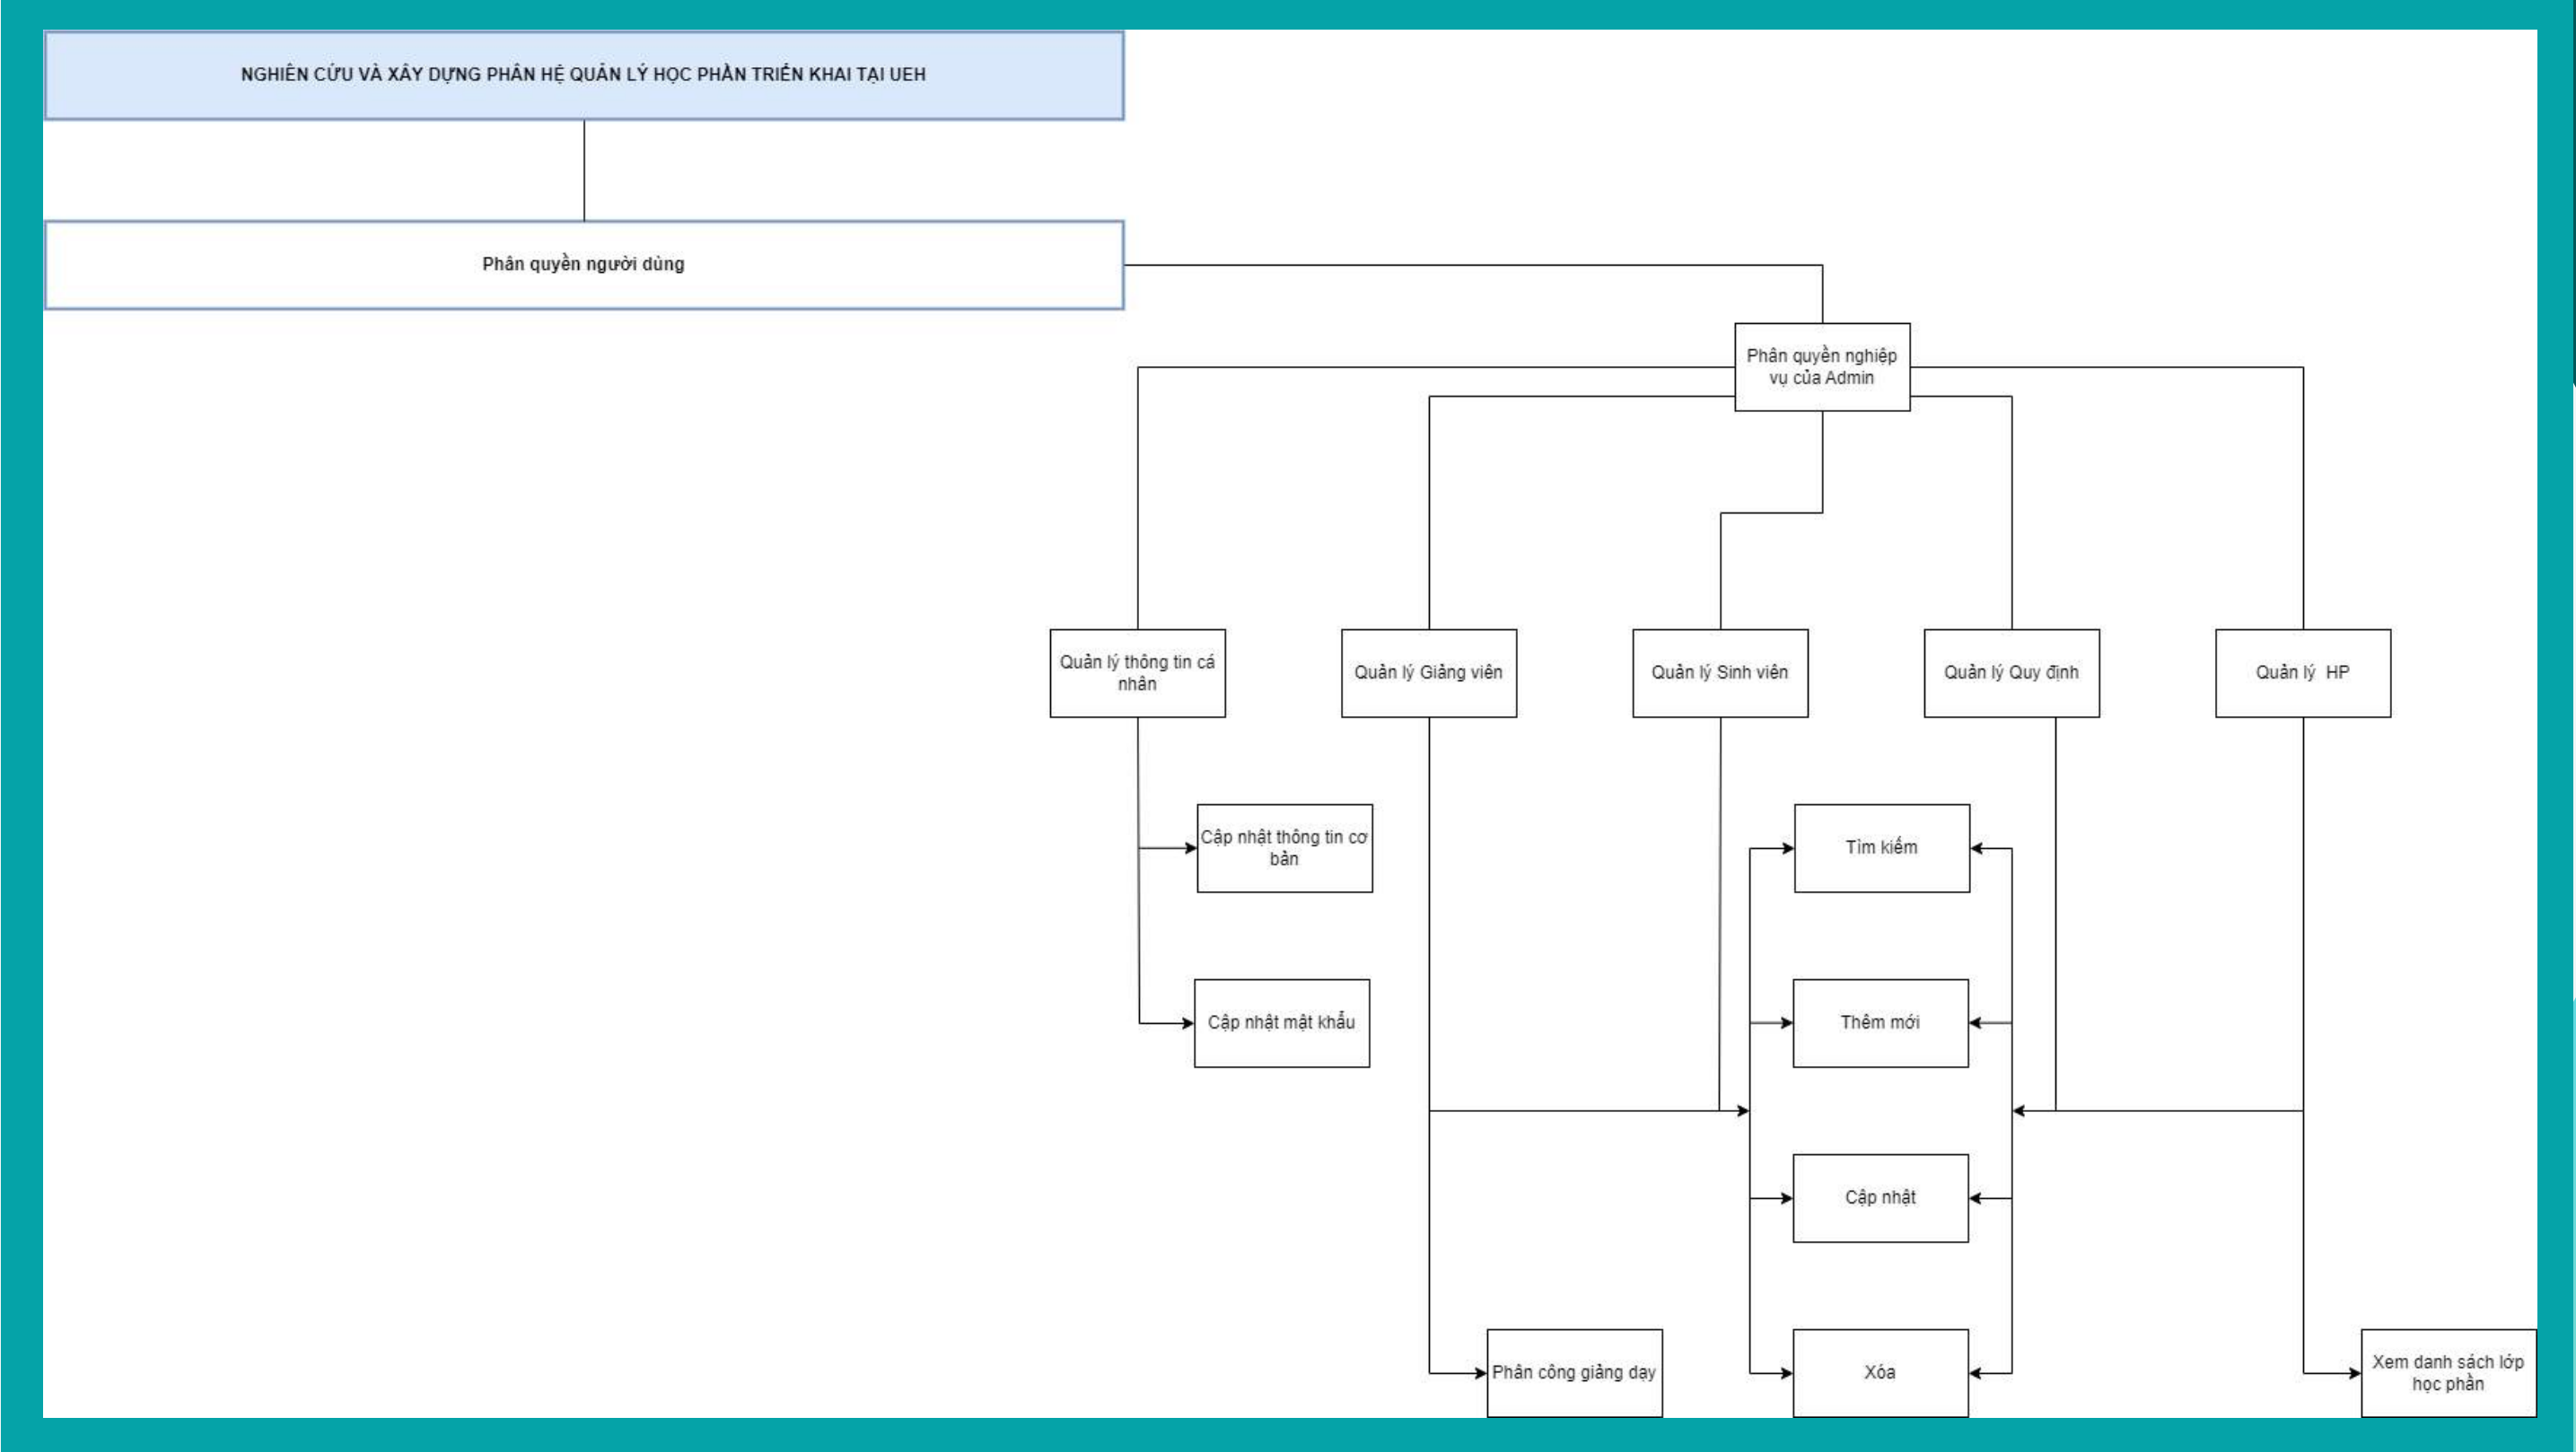 NGHIÊN CỨU VÀ XÂY DỰNG PHÂN HỆ QUẢN LÝ HỌC PHẦN TRIỂN KHAI TẠI UEH
Phân quyền người dùng
Phân quyền nghiệp
vụ của Admin
Quản lý thông tin cá
nhân
Quản lý Giảng viên
Quản lý Sinh viên
Quản lý Quy định
Quản lý HP
Cập nhật thông tin cơ
bản
Tìm kiếm
Cập nhật mật khẩu
Thêm mới
Cập nhật
Phân công giảng dạy
Xóa
Xem danh sách lớp
học phần